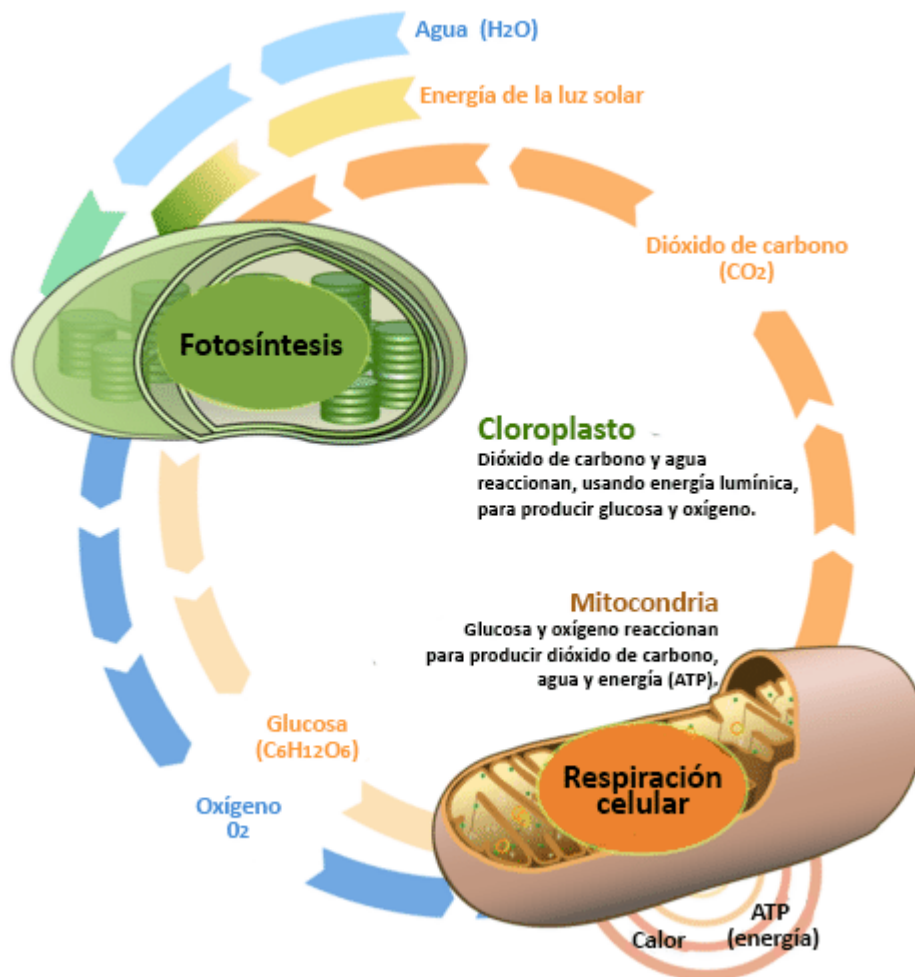 Agua (H2O)
Energía de la luz solar
Dióxido de carbono
(CO2)
Fotosíntesis
Cloroplasto
Dióxido de carbono y agua
reaccionan, usando energía lumínica,
para producir glucosa y oxígeno.
Mitocondria
Glucosa y oxígeno reaccionan
para producir dióxido de carbono,
agua y energía (ATP).
Glucosa
(C6H12O6)
Oxígeno
02
Respiración
celular
Calor
ATP
(energía)